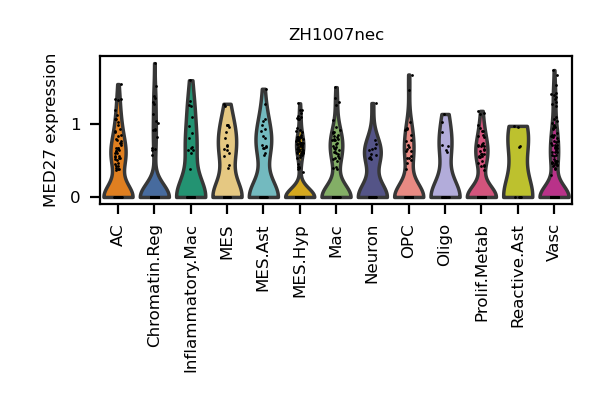 ZH1007nec
MED27 expression
1
0
AC
Chromatin.Reg
Inflammatory.Mac
MES
MES.Ast
MES.Hyp
Mac
Neuron
OPC
Oligo
Prolif.Metab
Reactive.Ast
Vasc